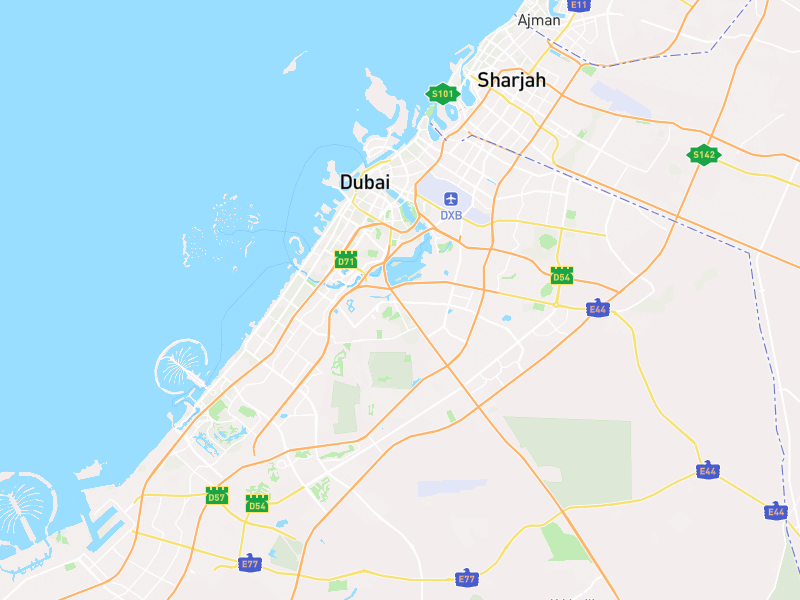 E11
Ajman
Sharjah
S101
S142
Dubai
DXB
D71
D54
E44
E44
D57
D54
E44
E77
E77